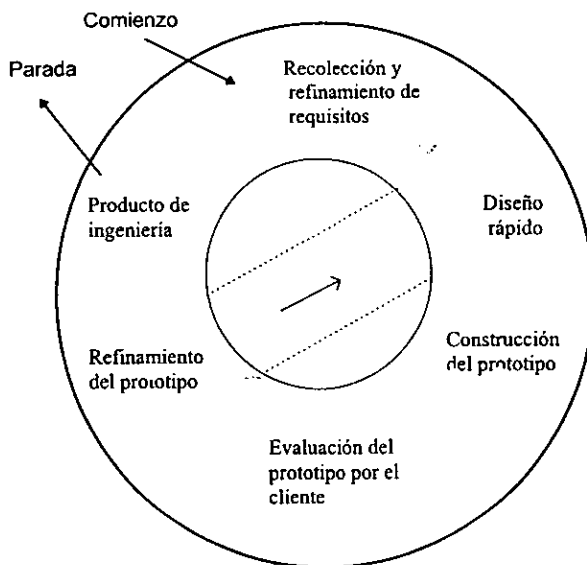 Comienzo
Parada
Recolección y
refinamiento de
requisitos
Diseño
rápido
Construcción
del prototipo
Evaluación del
prototipo por el
cliente
Refinamiento
del prototipo
Producto de
ingeniería